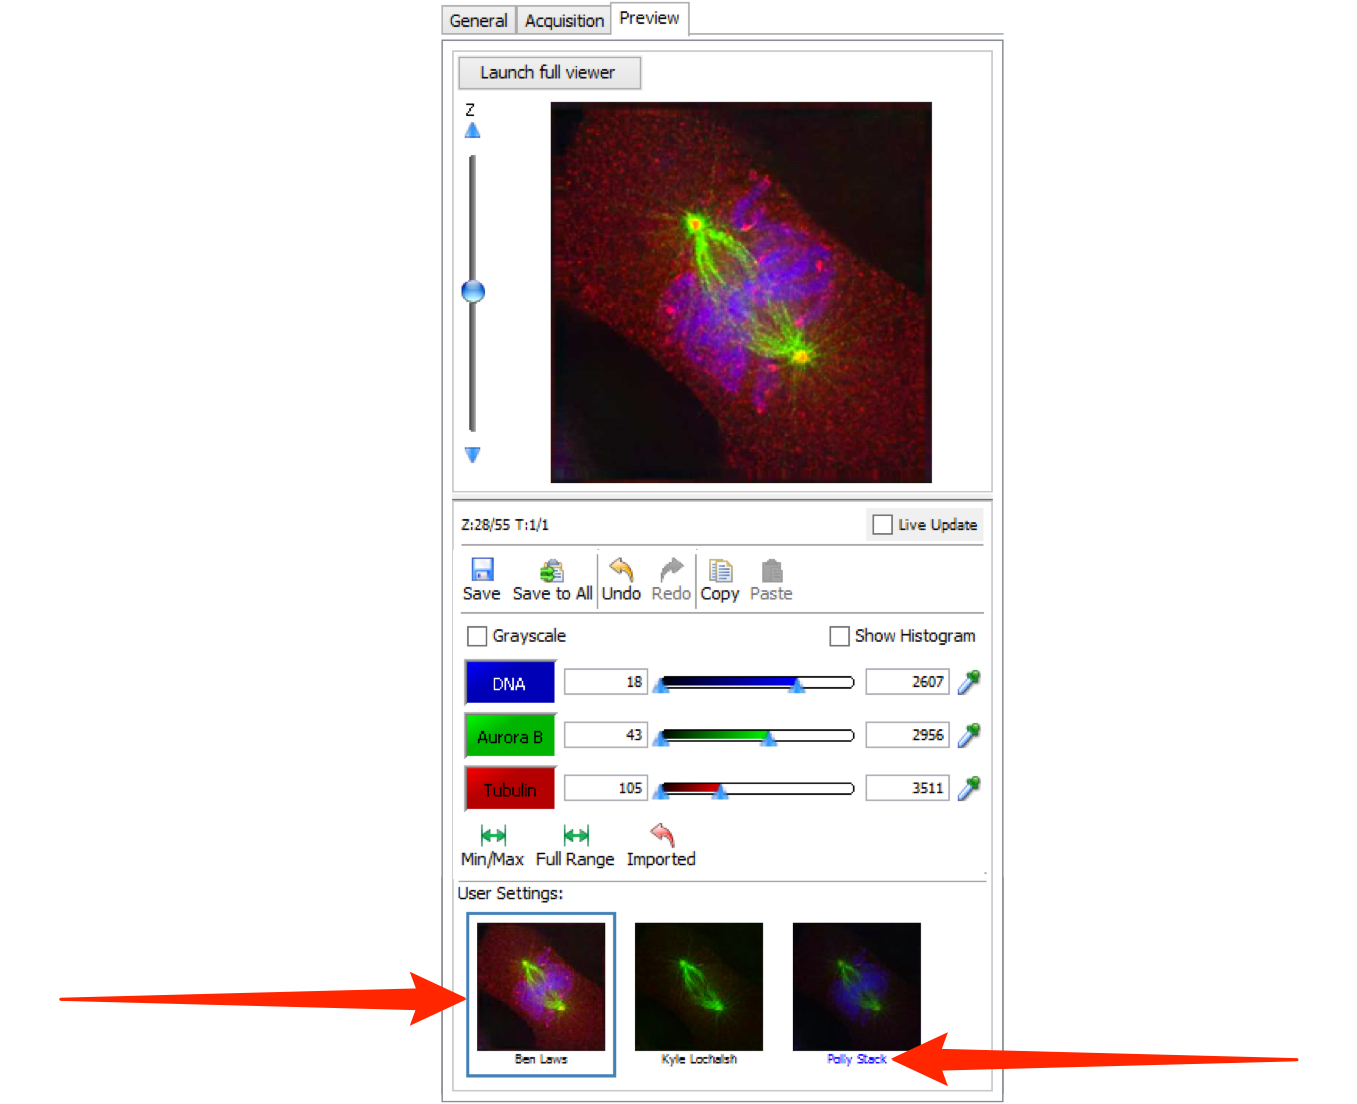 General Acquisition Preview
Launch full viewer
Z
Z:28/55 T:1/1 Live Update
Save Save to All Undo Redo Copy Paste
Grayscale Show Histogram
DNA 18 2607
Aurora B 43 2956
Tubulin 105 3511
Min/Max Full Range Imported
User Settings:
Ben Laws Kyle Lochalsh Polly Stack